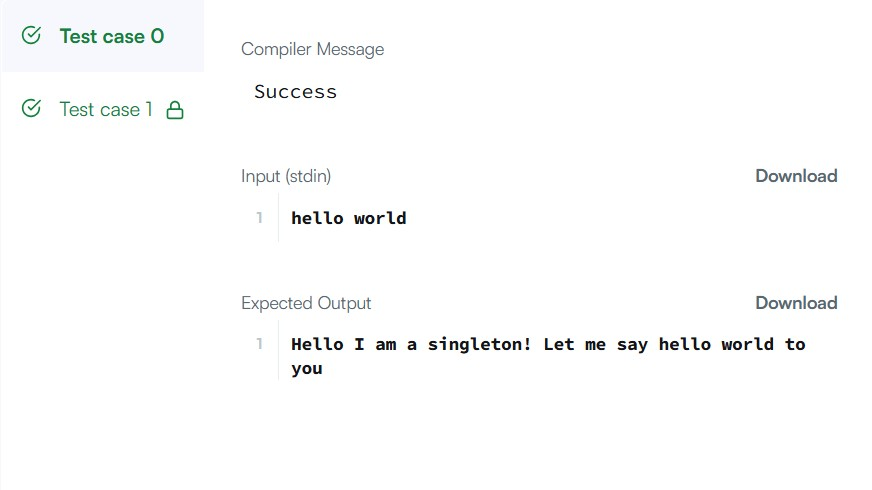 Test case 0
Test case 1
Compiler Message
Success
Input (stdin)
Download
1
hello world
Expected Output
Download
1
Hello I am a singleton! Let me say hello world to
you